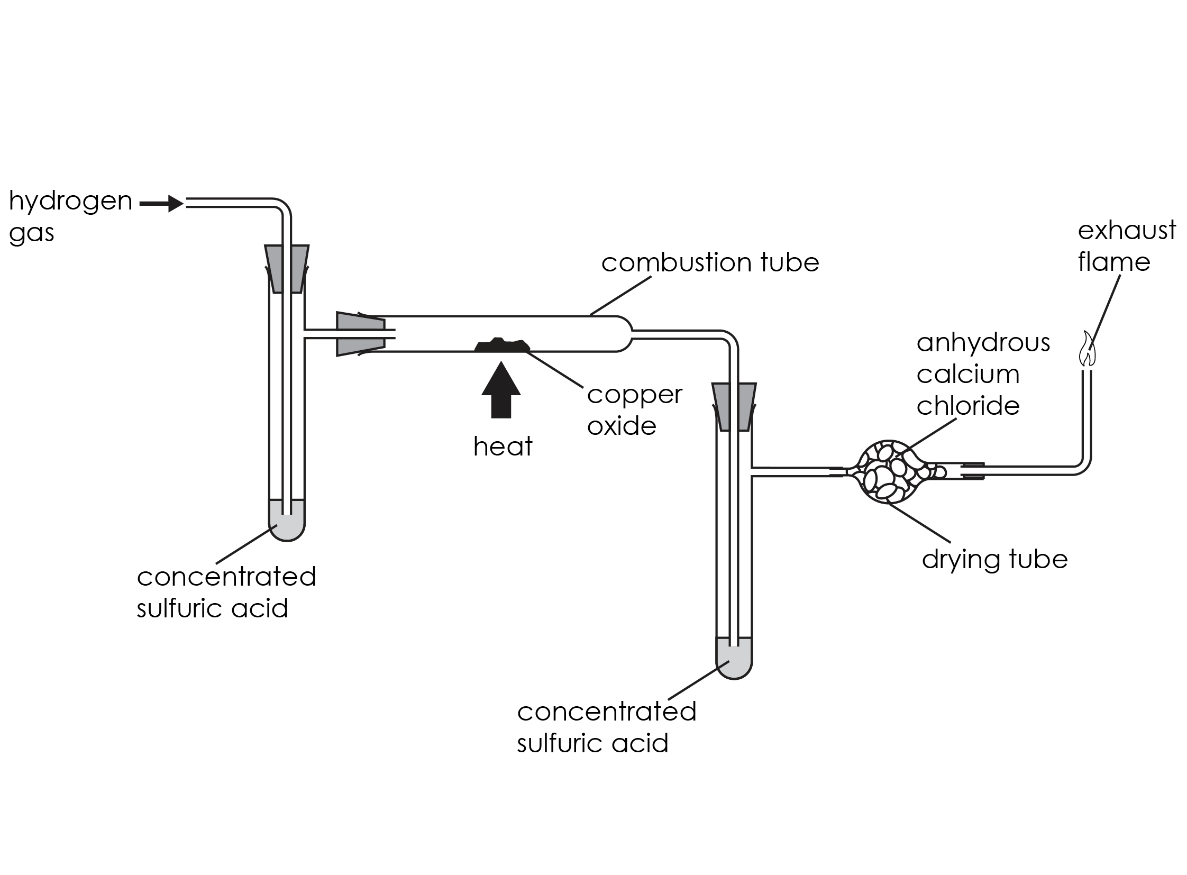 hydrogen
gas
exhaust
flame
combustion tube
anhydrous
calcium
chloride
copper
oxide
heat
drying tube
concentrated
sulfuric acid
concentrated
sulfuric acid